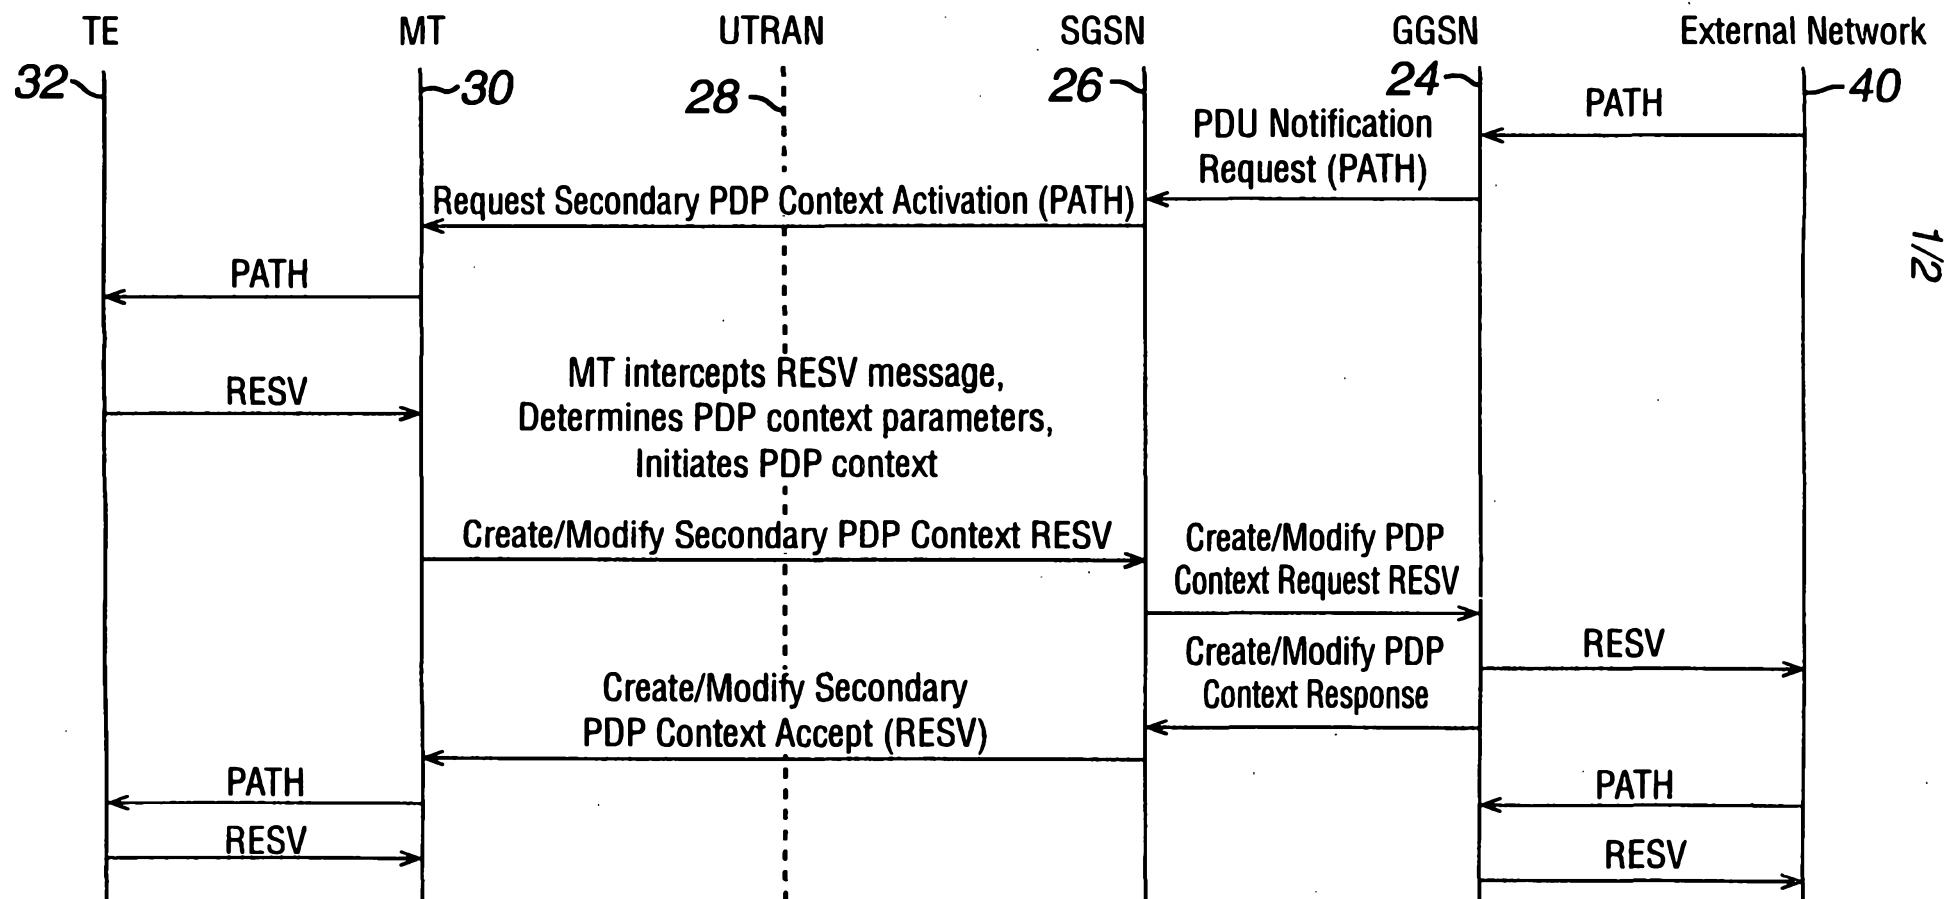 TE
MT
UTRAN
SGSN
GGSN
External Network
32
30
28
26
24
40
PATH
PDU Notification
Request (PATH)
Request Secondary PDP Context Activation (PATH)
1/2
PATH
RESV
MT intercepts RESV message,
Determines PDP context parameters,
Initiates PDP context
Create/Modify Secondary PDP Context RESV
Create/Modify PDP
Context Request RESV
RESV
Create/Modify PDP
Context Response
Create/Modify Secondary
PDP Context Accept (RESV)
PATH
PATH
RESV
RESV